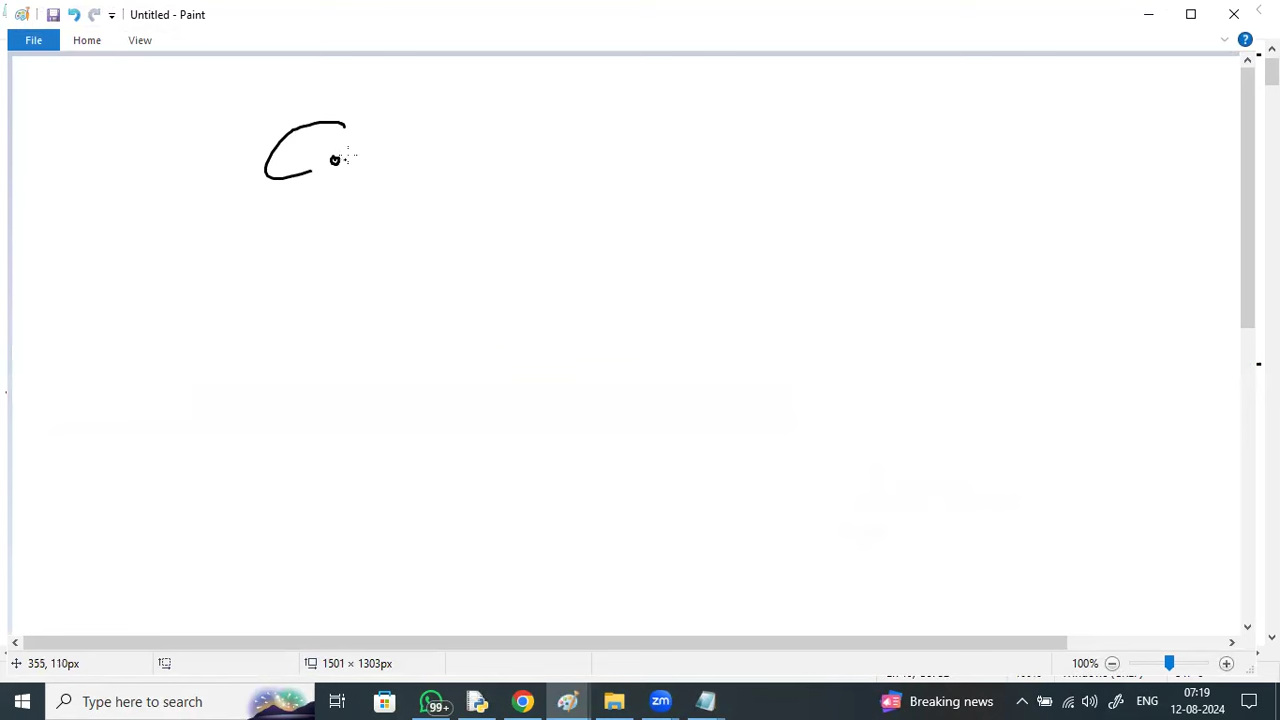 Untitled - Paint
File Home View
Co
355, 110px 1501 × 1303px 100%
Type here to search 99+ Breaking news ENG 07:19
12-08-2024